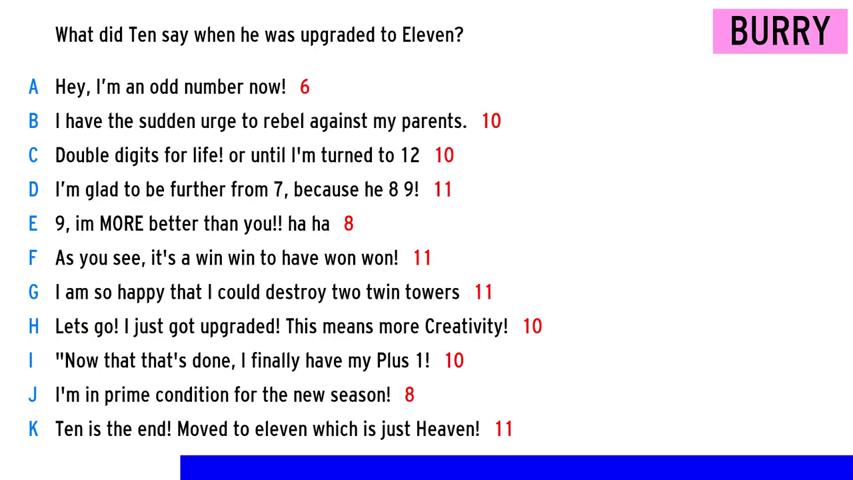 What did Ten say when he was upgraded to Eleven?
BURRY
A Hey, I'm an odd number now! 6
B I have the sudden urge to rebel against my parents. 10
C Double digits for life! or until I'm turned to 12 10
D I'm glad to be further from 7, because he 8 9! 11
E 9, im MORE better than you!! ha ha 8
F As you see, it's a win win to have won won! 11
G I am so happy that I could destroy two twin towers 11
H Lets go! I just got upgraded! This means more Creativity! 10
I "Now that that's done, I finally have my Plus 1! 10
J I'm in prime condition for the new season! 8
K Ten is the end! Moved to eleven which is just Heaven! 11